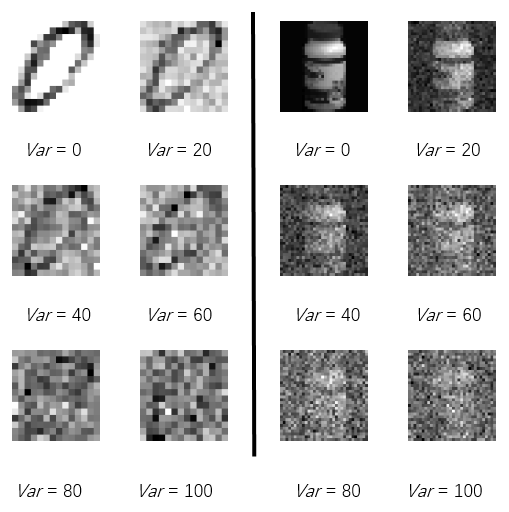 Var = 0
Var = 20
Var = 0
Var = 20
Var = 40
Var = 60
Var = 40
Var = 60
Var = 80
Var = 100
Var = 80
Var = 100